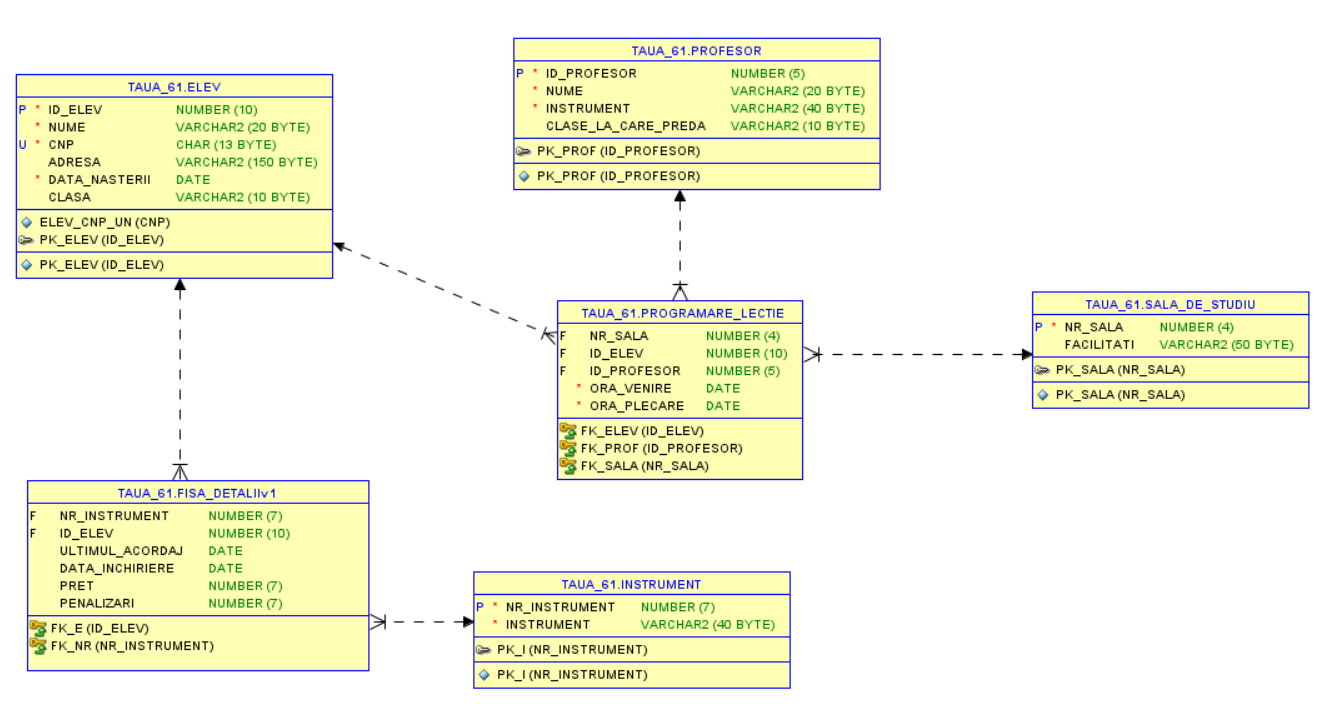 TAUA_61.PROFESOR
P * ID_PROFESOR NUMBER (5)
* NUME VARCHAR2 (20 BYTE)
* INSTRUMENT VARCHAR2 (40 BYTE)
CLASE_LA_CARE_PREDA VARCHAR2 (10 BYTE)
PK_PROF (ID_PROFESOR)
PK_PROF (ID_PROFESOR)
TAUA_61.ELEV
P * ID_ELEV NUMBER (10)
* NUME VARCHAR2 (20 BYTE)
U * CNP CHAR (13 BYTE)
ADRESA VARCHAR2 (150 BYTE)
* DATA_NASTERII DATE
CLASA VARCHAR2 (10 BYTE)
ELEV_CNP_UN (CNP)
PK_ELEV (ID_ELEV)
PK_ELEV (ID_ELEV)
TAUA_61.PROGRAMARE_LECTIE
F NR_SALA NUMBER (4)
F ID_ELEV NUMBER (10)
F ID_PROFESOR NUMBER (5)
* ORA_VENIRE DATE
* ORA_PLECARE DATE
FK_ELEV (ID_ELEV)
FK_PROF (ID_PROFESOR)
FK_SALA (NR_SALA)
TAUA_61.SALA_DE_STUDIU
P * NR_SALA NUMBER (4)
FACILITATI VARCHAR2 (50 BYTE)
PK_SALA (NR_SALA)
PK_SALA (NR_SALA)
TAUA_61.FISA_DETALIIv1
F NR_INSTRUMENT NUMBER (7)
F ID_ELEV NUMBER (10)
ULTIMUL_ACORDAJ DATE
DATA_INCHIRIERE DATE
PRET NUMBER (7)
PENALIZARI NUMBER (7)
FK_E (ID_ELEV)
FK_NR (NR_INSTRUMENT)
TAUA_61.INSTRUMENT
P * NR_INSTRUMENT NUMBER (7)
* INSTRUMENT VARCHAR2 (40 BYTE)
PK_I (NR_INSTRUMENT)
PK_I (NR_INSTRUMENT)